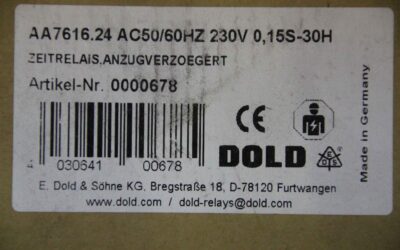 AA7616.24 AC50/60HZ 230V 0,15S-30H
ZEITRELAIS,ANZUGVERZOEGERT
Artikel-Nr. 0000678
4 030641 00678
CE
DOLD
Made in Germany
E. Dold & Söhne KG. Bregstraße 18, D-78120 Furtwangen
www.dold.com / dold-relays@dold.com